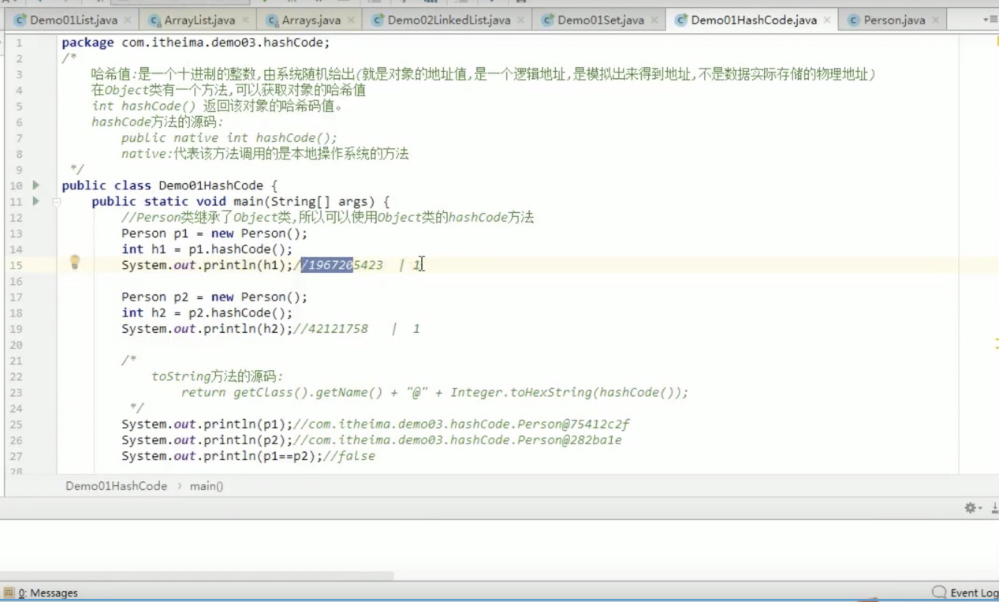 Demo01List.java ArrayList.java Arrays.java Demo02LinkedList.java Demo01Set.java Demo01HashCode.java Person.java
1 package com.itheima.demo03.hashCode;
2 /*
3 哈希值:是一个十进制的整数,由系统随机给出(就是对象的地址值,是一个逻辑地址,是模拟出来得到地址,不是数据实际存储的物理地址)
4 在Object类有一个方法,可以获取对象的哈希值
5 int hashCode() 返回该对象的哈希码值。
6 hashCode方法的源码:
7 public native int hashCode();
8 native:代表该方法调用的是本地操作系统的方法
9 */
10 public class Demo01HashCode {
11 public static void main(String[] args) {
12 //Person类继承了Object类,所以可以使用Object类的hashCode方法
13 Person p1 = new Person();
14 int h1 = p1.hashCode();
15 System.out.println(h1);//1967205423 | 1
16
17 Person p2 = new Person();
18 int h2 = p2.hashCode();
19 System.out.println(h2);//42121758 | 1
20
21 /*
22 toString方法的源码:
23 return getClass().getName() + "@" + Integer.toHexString(hashCode());
24 */
25 System.out.println(p1);//com.itheima.demo03.hashCode.Person@75412c2f
26 System.out.println(p2);//com.itheima.demo03.hashCode.Person@282ba1e
27 System.out.println(p1==p2);//false
28
Demo01HashCode › main()
0: Messages Event Log